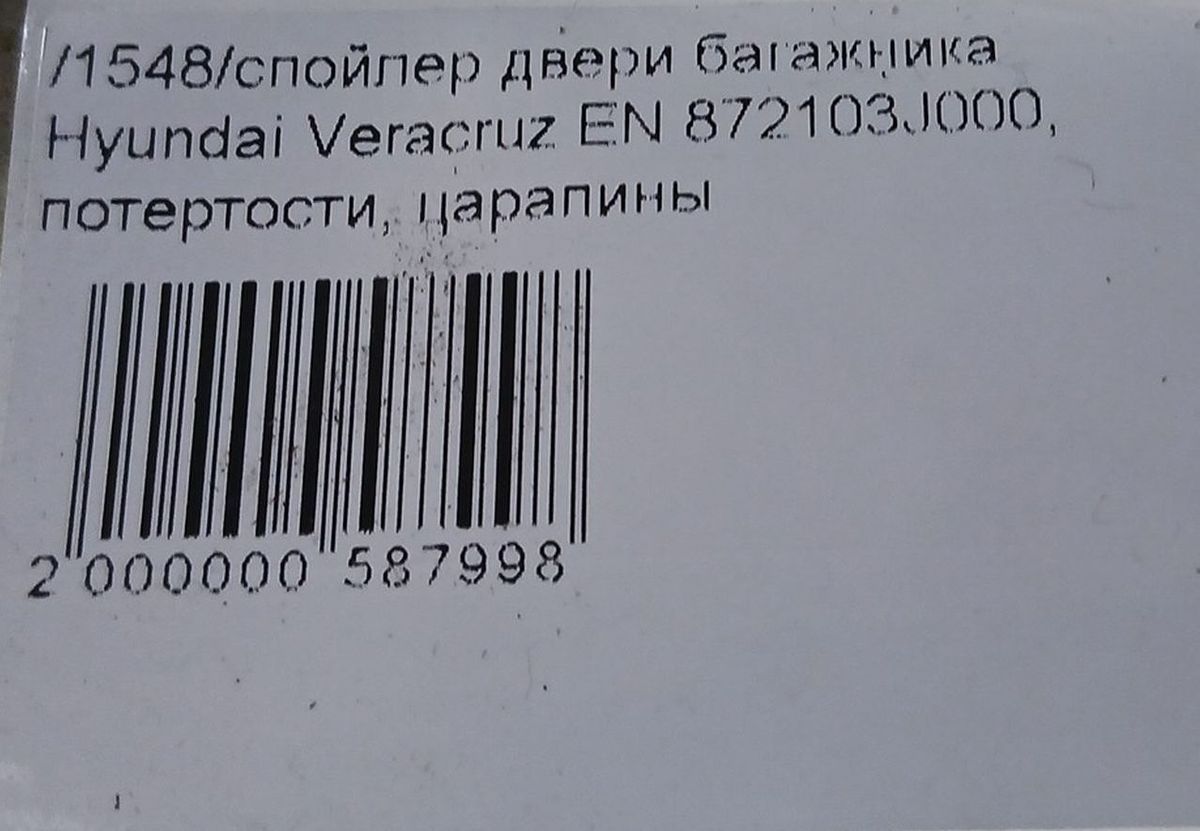 /1548/спойлер двери багажника
Hyundai Veracruz EN 872103J000,
потертости, царапины
2 000000 587998